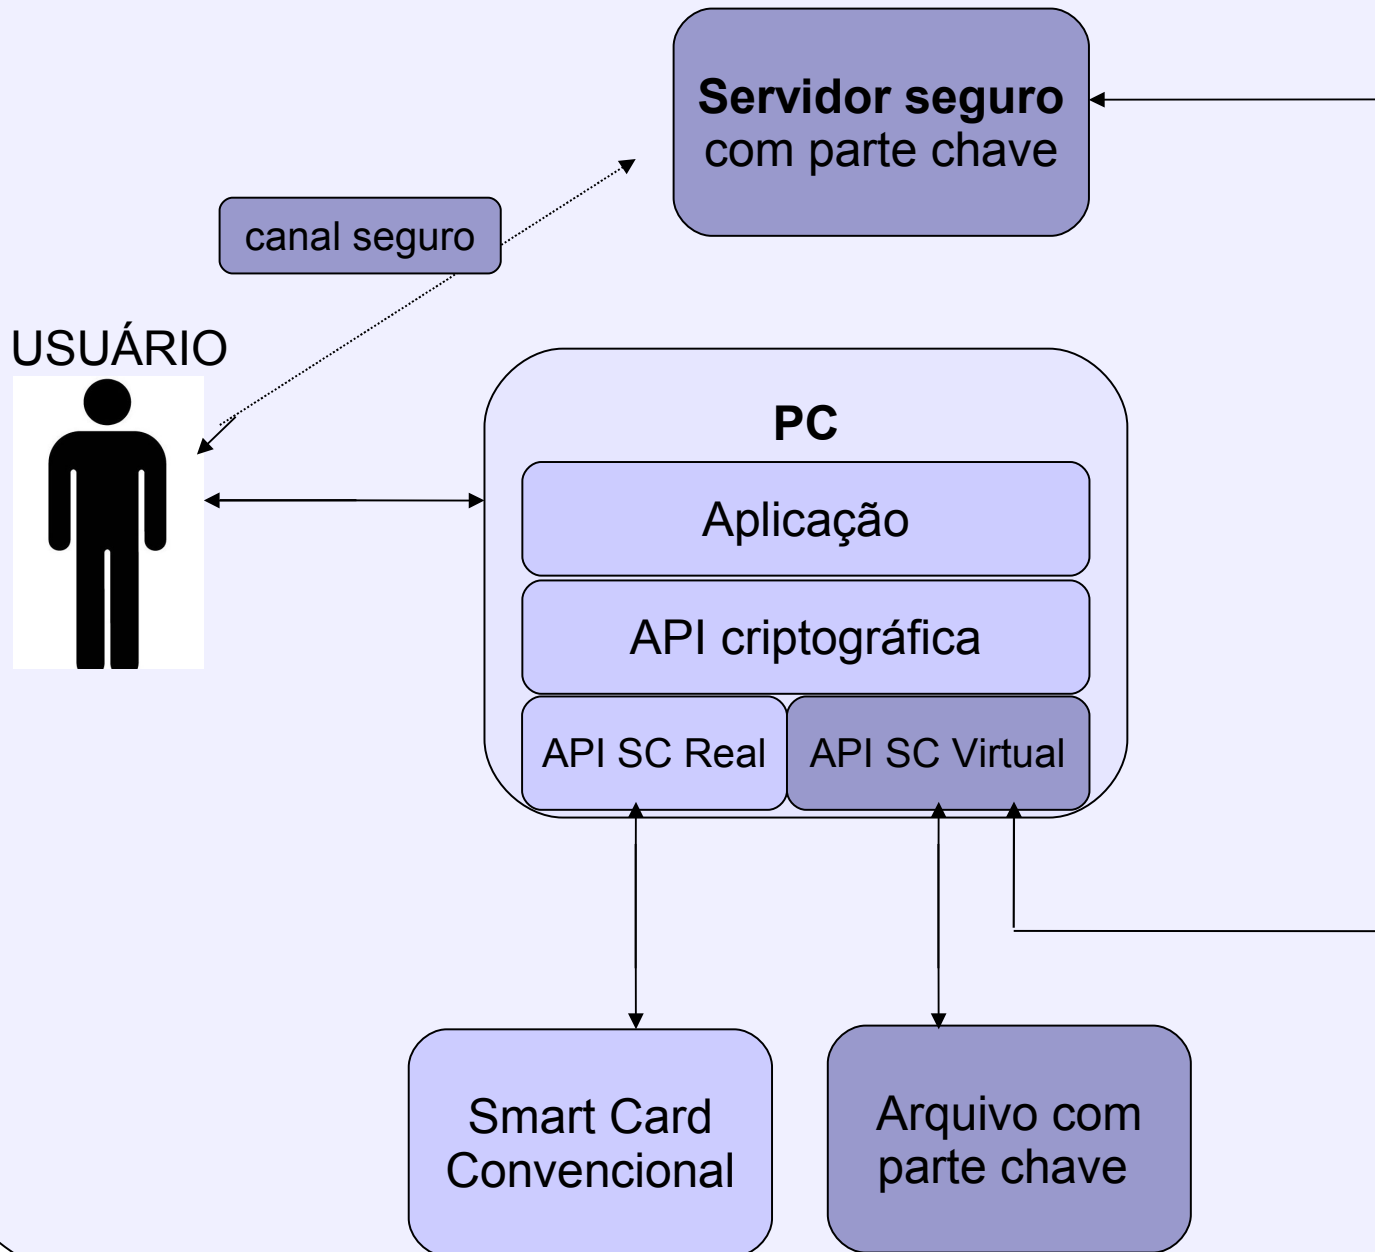 Servidor seguro
com parte chave
canal seguro
USUÁRIO
PC
Aplicação
API criptográfica
API SC Real
API SC Virtual
Smart Card
Convencional
Arquivo com
parte chave